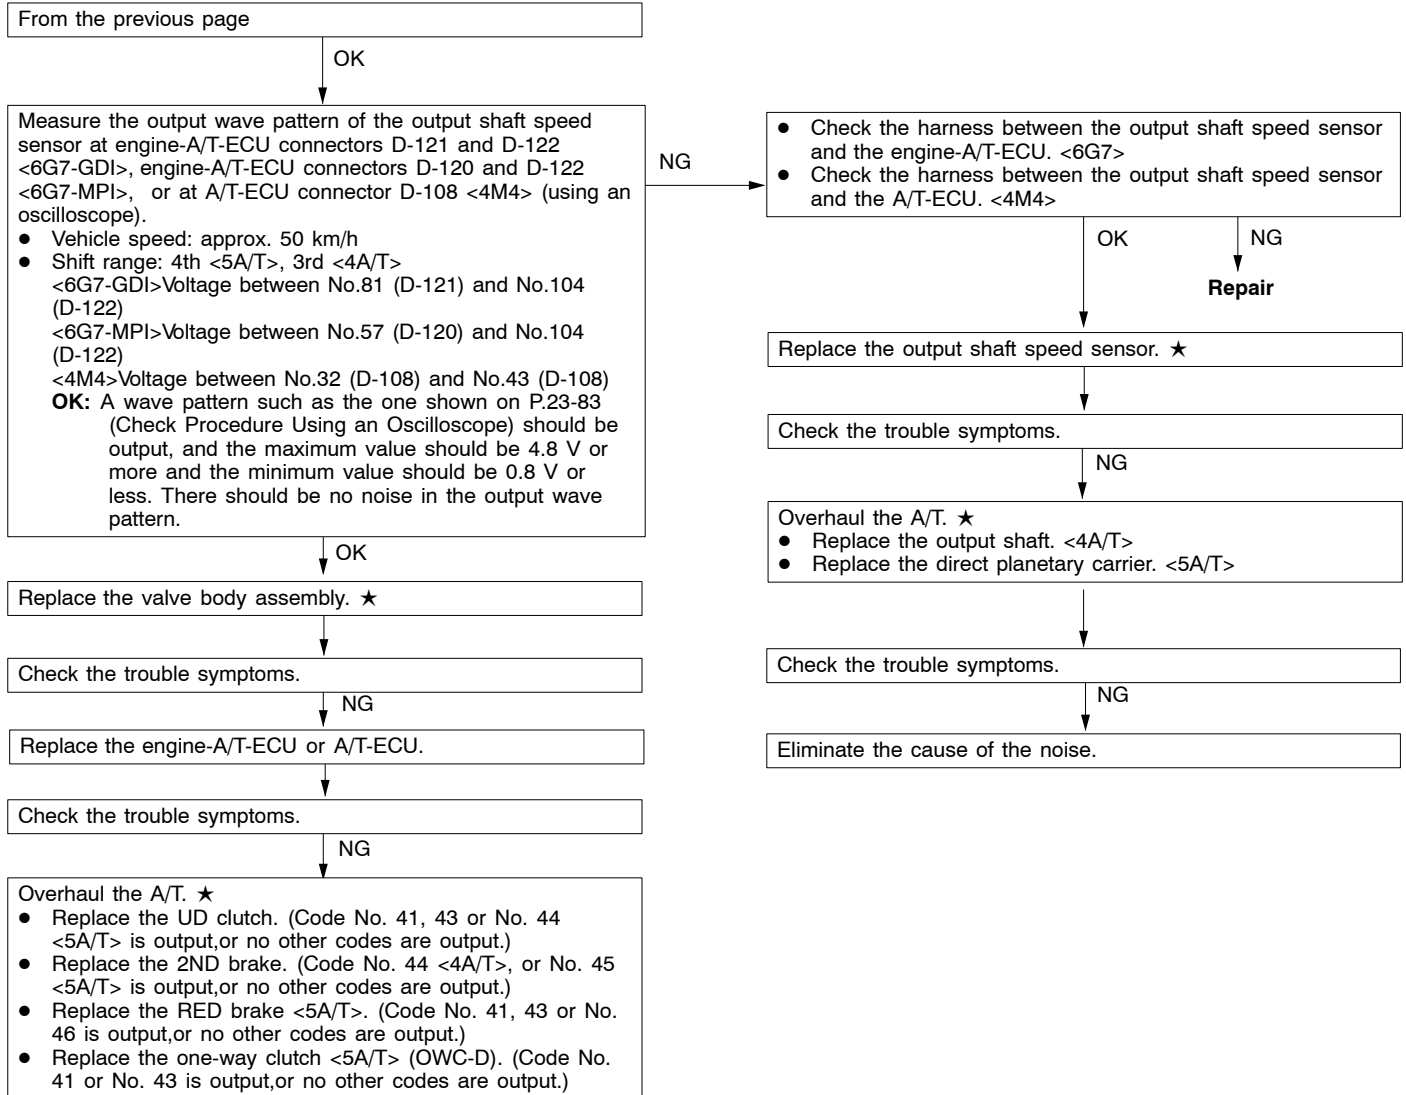 From the previous page
OK
Measure the output wave pattern of the output shaft speed
sensor at engine-A/T-ECU connectors D-121 and D-122
<6G7-GDI>, engine-A/T-ECU connectors D-120 and D-122
<6G7-MPI>, or at A/T-ECU connector D-108 <4M4> (using an
oscilloscope).
● Vehicle speed: approx. 50 km/h
● Shift range: 4th <5A/T>, 3rd <4A/T>
<6G7-GDI>Voltage between No.81 (D-121) and No.104
(D-122)
<6G7-MPI>Voltage between No.57 (D-120) and No.104
(D-122)
<4M4>Voltage between No.32 (D-108) and No.43 (D-108)
OK: A wave pattern such as the one shown on P.23-83
(Check Procedure Using an Oscilloscope) should be
output, and the maximum value should be 4.8 V or
more and the minimum value should be 0.8 V or
less. There should be no noise in the output wave
pattern.
OK
Replace the valve body assembly. ★
Check the trouble symptoms.
NG
Replace the engine-A/T-ECU or A/T-ECU.
Check the trouble symptoms.
NG
Overhaul the A/T. ★
● Replace the UD clutch. (Code No. 41, 43 or No. 44
<5A/T> is output,or no other codes are output.)
● Replace the 2ND brake. (Code No. 44 <4A/T>, or No. 45
<5A/T> is output,or no other codes are output.)
● Replace the RED brake <5A/T>. (Code No. 41, 43 or No.
46 is output,or no other codes are output.)
● Replace the one-way clutch <5A/T> (OWC-D). (Code No.
41 or No. 43 is output,or no other codes are output.)
NG
● Check the harness between the output shaft speed sensor
and the engine-A/T-ECU. <6G7>
● Check the harness between the output shaft speed sensor
and the A/T-ECU. <4M4>
OK
NG
Repair
Replace the output shaft speed sensor. ★
Check the trouble symptoms.
NG
Overhaul the A/T. ★
● Replace the output shaft. <4A/T>
● Replace the direct planetary carrier. <5A/T>
Check the trouble symptoms.
NG
Eliminate the cause of the noise.